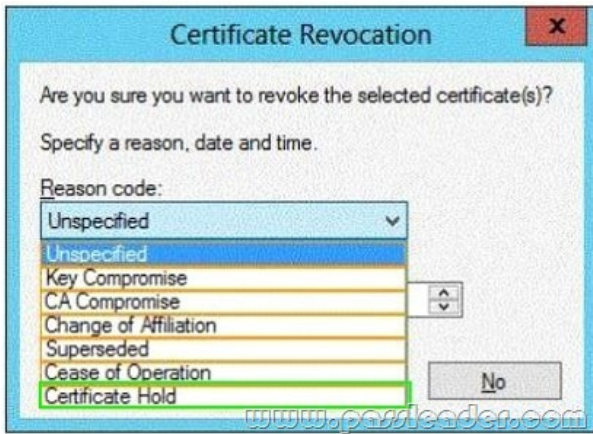 Certificate Revocation
x
Are you sure you want to revoke the selected certificate(s)?
Specify a reason, date and time.
Reason code:
Unspecified
Unspecified
Key Compromise
CA Compromise
Change of Affiliation
Superseded
Cease of Operation
Certificate Hold
No
www.passleader.com